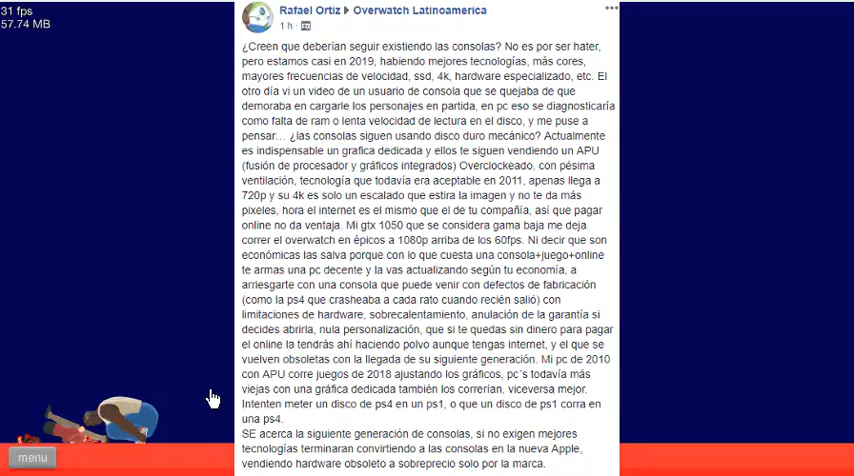 31 fps
57.74 MB
Rafael Ortiz ▸ Overwatch Latinoamerica
1 h ·
¿Creen que deberían seguir existiendo las consolas? No es por ser hater,
pero estamos casi en 2019, habiendo mejores tecnologías, más cores,
mayores frecuencias de velocidad, ssd, 4k, hardware especializado, etc. El
otro día vi un video de un usuario de consola que se quejaba de que
demoraba en cargarle los personajes en partida, en pc eso se diagnosticaría
como falta de ram o lenta velocidad de lectura en el disco, y me puse a
pensar... ¿las consolas siguen usando disco duro mecánico? Actualmente
es indispensable un grafica dedicada y ellos te siguen vendiendo un APU
(fusión de procesador y gráficos integrados) Overclockeado, con pésima
ventilación, tecnología que todavía era aceptable en 2011, apenas llega a
720p y su 4k es solo un escalado que estira la imagen y no te da más
pixeles, hora el internet es el mismo que el de tu compañía, así que pagar
online no da ventaja. Mi gtx 1050 que se considera gama baja me deja
correr el overwatch en épicos a 1080p arriba de los 60fps. Ni decir que son
económicas las salva porque con lo que cuesta una consola+juego+online
te armas una pc decente y la vas actualizando según tu economía, a
arriesgarte con una consola que puede venir con defectos de fabricación
(como la ps4 que crasheaba a cada rato cuando recién salió) con
limitaciones de hardware, sobrecalentamiento, anulación de la garantía si
decides abrirla, nula personalización, que si te quedas sin dinero para pagar
el online la tendrás ahí haciendo polvo aunque tengas internet, y el que se
vuelven obsoletas con la llegada de su siguiente generación. Mi pc de 2010
con APU corre juegos de 2018 ajustando los gráficos, pc´s todavía más
viejas con una gráfica dedicada también los correrían, viceversa mejor.
Intenten meter un disco de ps4 en un ps1, o que un disco de ps1 corra en
una ps4.
SE acerca la siguiente generación de consolas, si no exigen mejores
tecnologías terminaran convirtiendo a las consolas en la nueva Apple,
vendiendo hardware obsoleto a sobreprecio solo por la marca.
menu